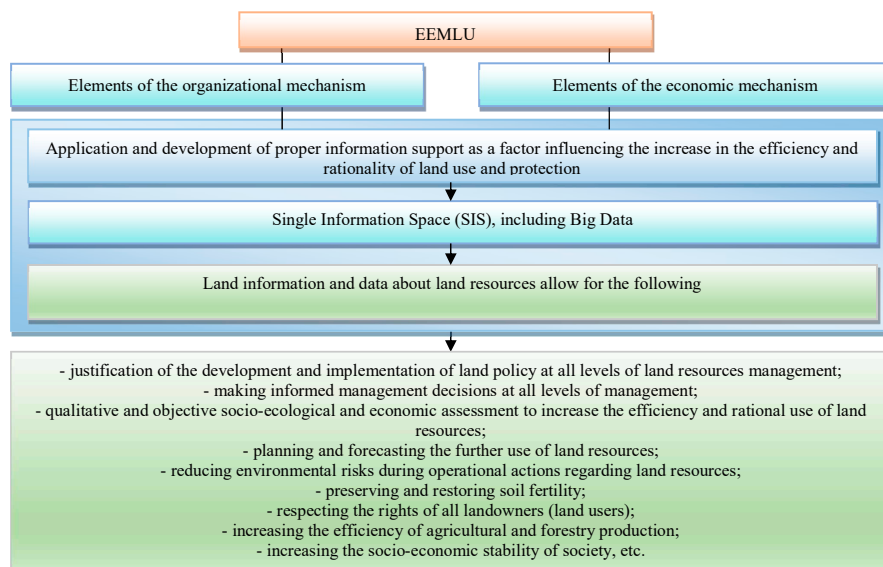 EEMLU
Elements of the organizational mechanism
Elements of the economic mechanism
Application and development of proper information support as a factor influencing the increase in the efficiency and
rationality of land use and protection
Single Information Space (SIS), including Big Data
Land information and data about land resources allow for the following
- justification of the development and implementation of land policy at all levels of land resources management;
- making informed management decisions at all levels of management;
- qualitative and objective socio-ecological and economic assessment to increase the efficiency and rational use of land
resources;
- planning and forecasting the further use of land resources;
- reducing environmental risks during operational actions regarding land resources;
- preserving and restoring soil fertility;
- respecting the rights of all landowners (land users);
- increasing the efficiency of agricultural and forestry production;
- increasing the socio-economic stability of society, etc.